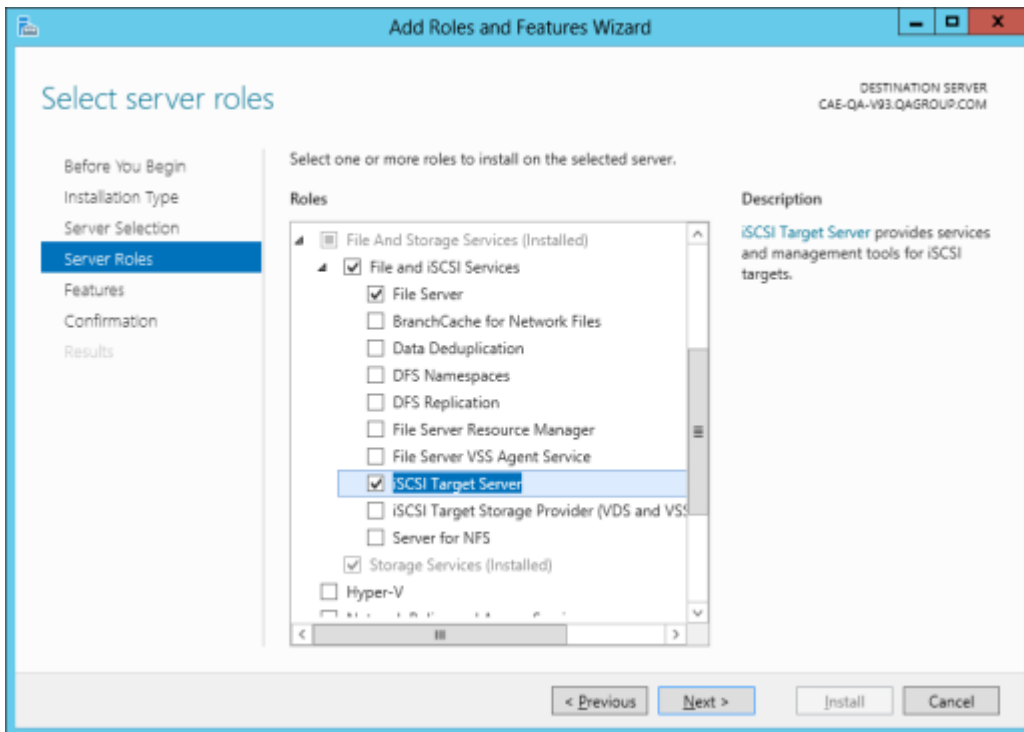 Add Roles and Features Wizard
Select server roles
DESTINATION SERVER
CAE-QA-V93.QAGROUP.COM
Before You Begin
Installation Type
Server Selection
Server Roles
Features
Confirmation
Results
Select one or more roles to install on the selected server.
Roles
File And Storage Services (Installed)
File and iSCSI Services
File Server
BranchCache for Network Files
Data Deduplication
DFS Namespaces
DFS Replication
File Server Resource Manager
File Server VSS Agent Service
iSCSI Target Server
iSCSI Target Storage Provider (VDS and VSS
Server for NFS
Storage Services (Installed)
Hyper-V
Description
iSCSI Target Server provides services
and management tools for iSCSI
targets.
< Previous
Next >
Install
Cancel